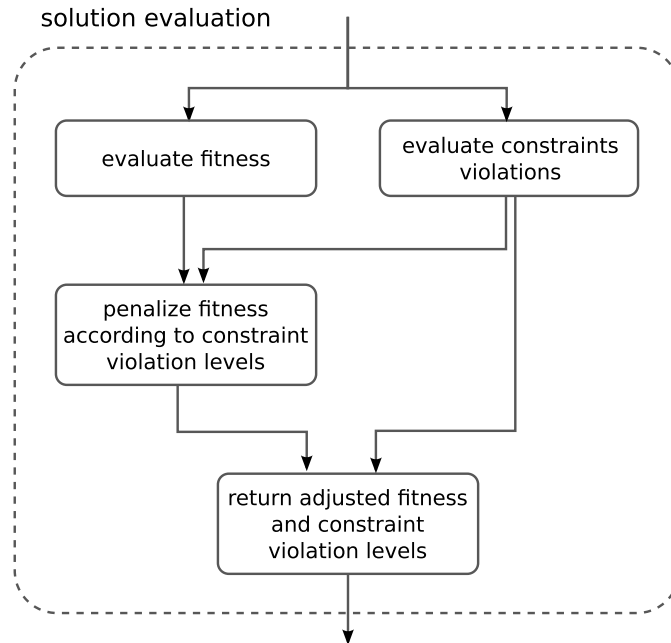 solution evaluation
evaluate fitness
evaluate constraints
violations
penalize fitness
according to constraint
violation levels
return adjusted fitness
and constraint
violation levels